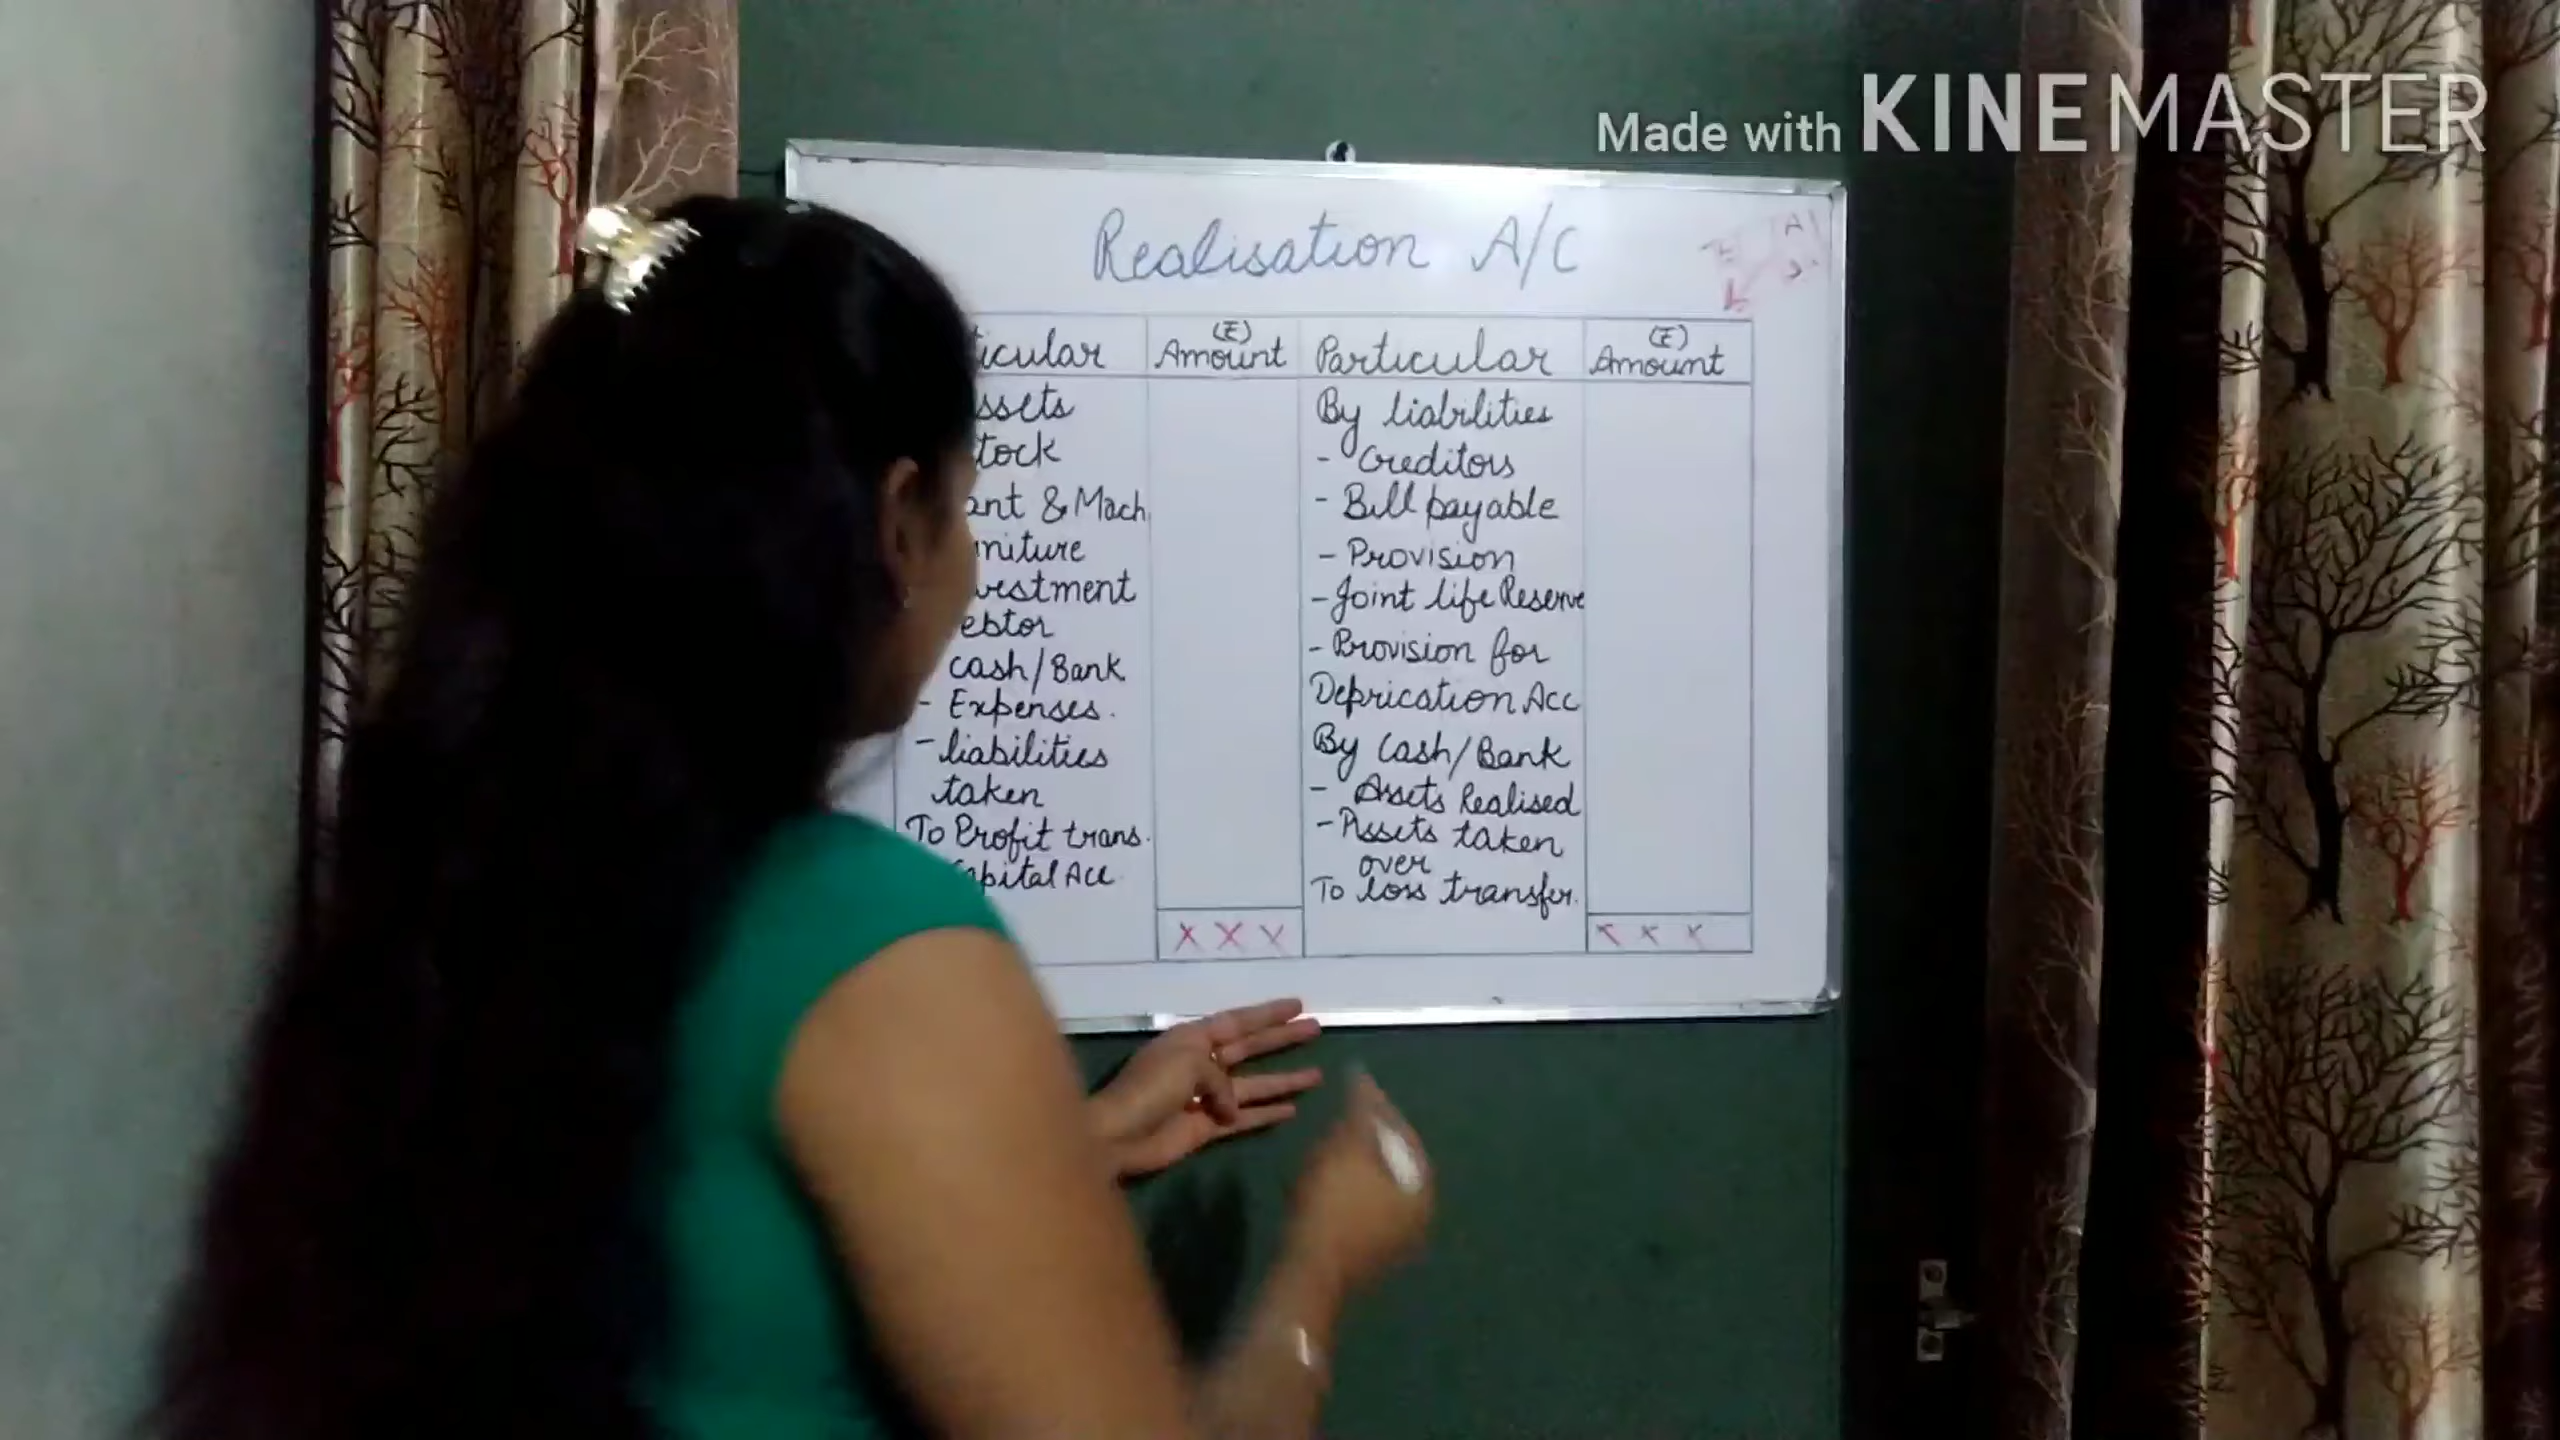 Made with KINEMASTER
Realisation A/C
Amount Particular Amount
By liabilities
- Creditors
- Bill payable
- Provision
- Joint life Reserve
- Provision for
Deprication Acc
By Cash/Bank
- Assets Realised
- Assets taken
over
To loss transfer.
& Mach
cash/Bank
- Expenses.
- liabilities
taken
To Profit trans.
Acc
X X X
X X X